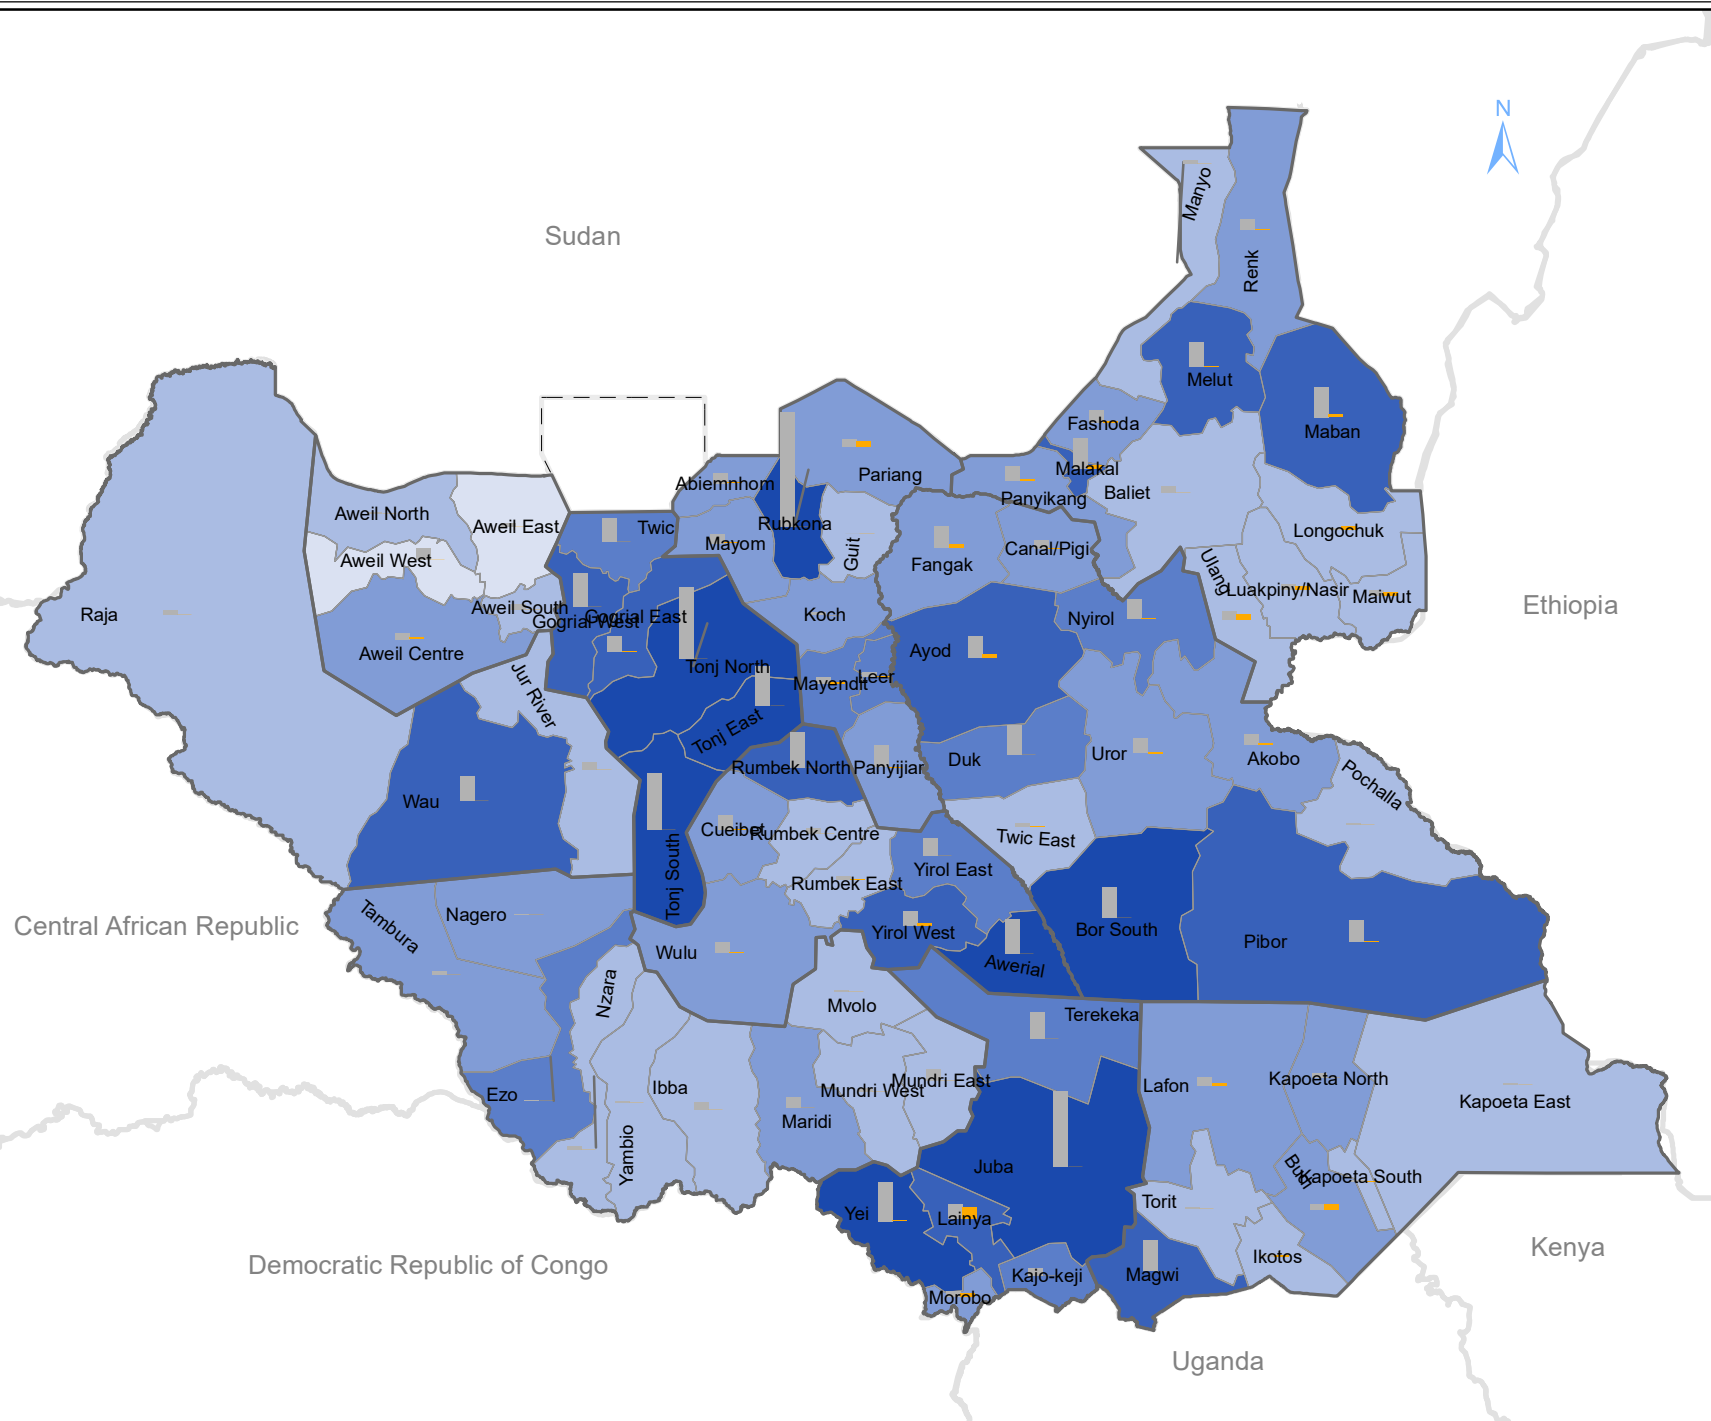 N
Sudan
Manyo
Renk
Melut
Maban
Fashoda
Malakal
Panyikang
Baliet
Longochuk
Abiemnhom
Pariang
Rubkona
Mayom
Guit
Twic
Aweil North
Aweil East
Aweil West
Aweil South
Aweil Centre
Raja
Gogrial West
Gogrial East
Fangak
Canal/Pigi
Ulang
Luakpiny/Nasir
Maiwut
Ethiopia
Koch
Nyirol
Ayod
Mayendit
Leer
Tonj North
Jur River
Tonj East
Rumbek North
Panyijiar
Duk
Uror
Akobo
Pochalla
Wau
Cueibet
Rumbek Centre
Twic East
Tonj South
Rumbek East
Yirol East
Tambura
Nagero
Central African Republic
Yirol West
Awerial
Bor South
Pibor
Wulu
Nzara
Mvolo
Terekeka
Ezo
Ibba
Mundri West
Mundri East
Maridi
Lafon
Kapoeta North
Kapoeta East
Yambio
Juba
Budi
Kapoeta South
Torit
Yei
Lainya
Ikotos
Kenya
Democratic Republic of Congo
Kajo-keji
Magwi
Morobo
Uganda